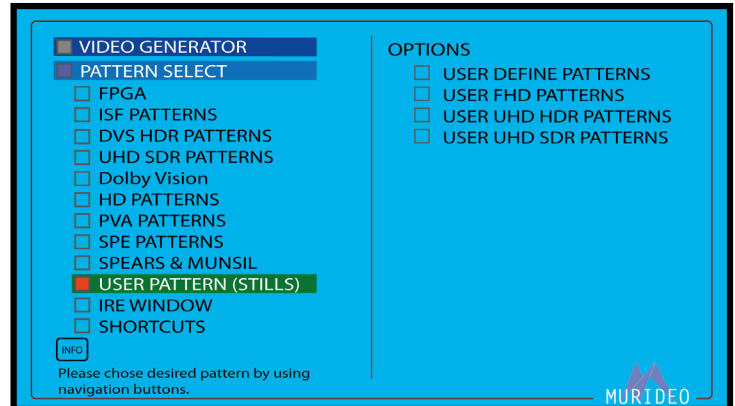 VIDEO GENERATOR
PATTERN SELECT
FPGA
ISF PATTERNS
DVS HDR PATTERNS
UHD SDR PATTERNS
Dolby Vision
HD PATTERNS
PVA PATTERNS
SPE PATTERNS
SPEARS & MUNSIL
USER PATTERN (STILLS)
IRE WINDOW
SHORTCUTS
INFO
Please chose desired pattern by using
navigation buttons.
OPTIONS
USER DEFINE PATTERNS
USER FHD PATTERNS
USER UHD HDR PATTERNS
USER UHD SDR PATTERNS
MURIDEO